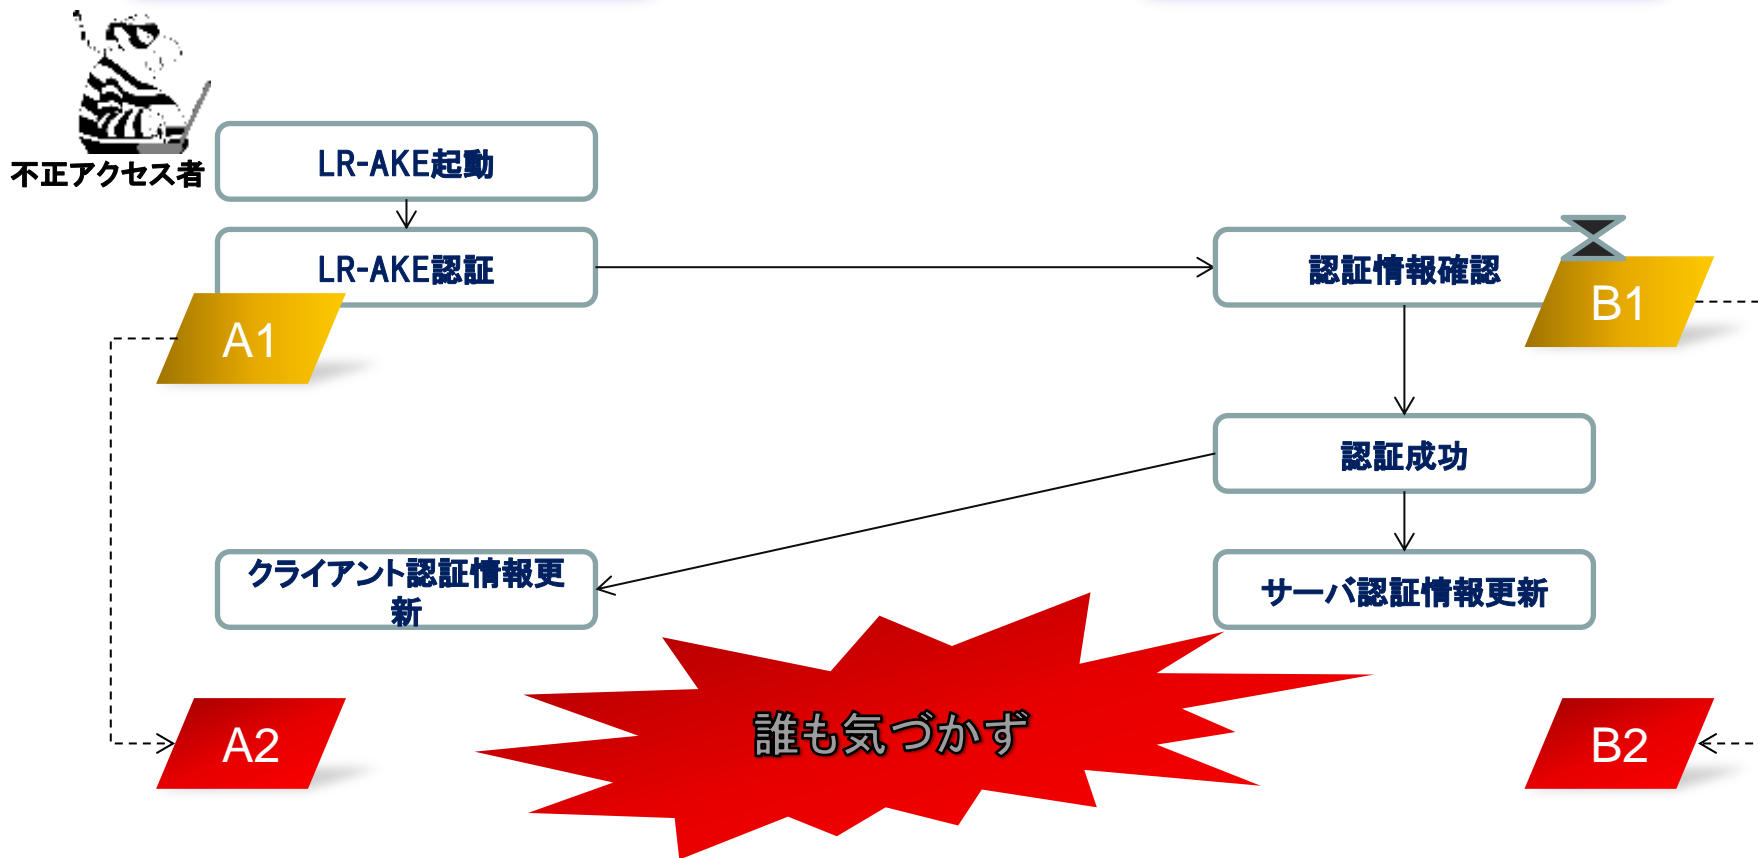 不正アクセス者
LR-AKE起動
LR-AKE認証
認証情報確認
A1
B1
認証成功
クライアント認証情報更
新
サーバ認証情報更新
誰も気づかず
A2
B2